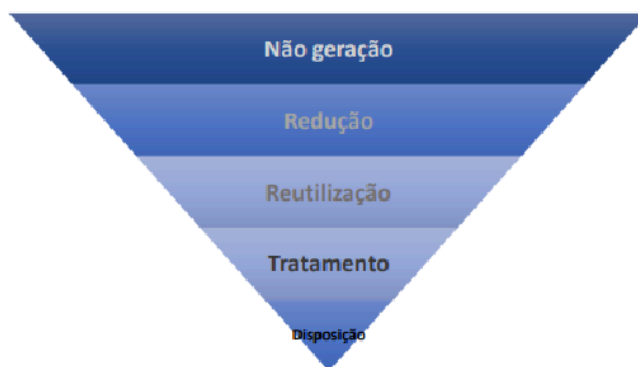 Não geração
Redução
Reutilização
Tratamento
Disposição